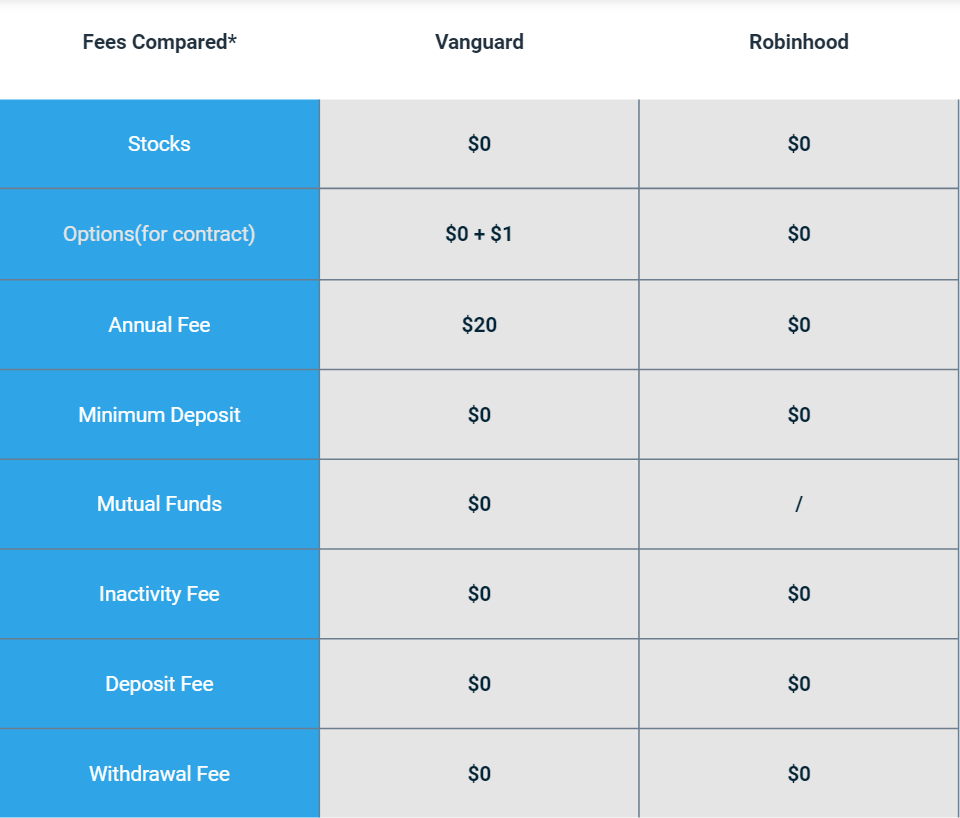 Fees Compared* Vanguard Robinhood
Stocks $0 $0
Options(for contract) $0 + $1 $0
Annual Fee $20 $0
Minimum Deposit $0 $0
Mutual Funds $0 /
Inactivity Fee $0 $0
Deposit Fee $0 $0
Withdrawal Fee $0 $0